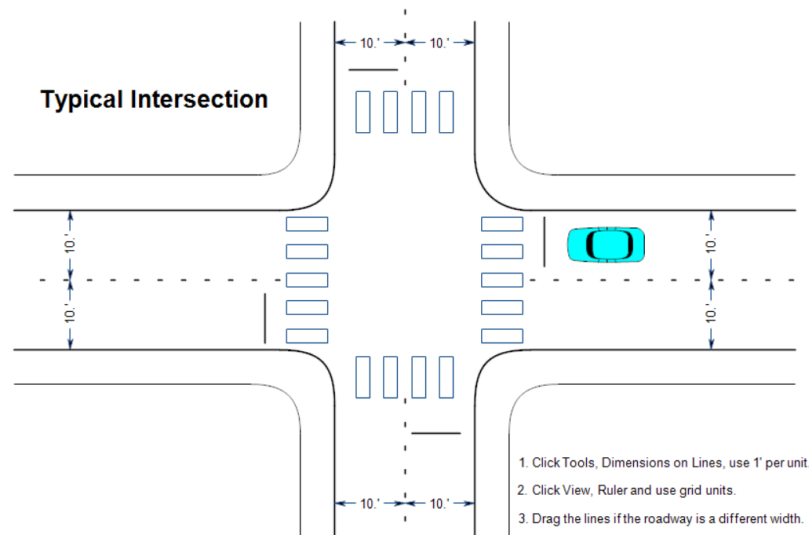 10.' 10.'
Typical Intersection
10.' 10.'
10.' 10.'
1. Click Tools, Dimensions on Lines, use 1' per unit.
2. Click View, Ruler and use grid units.
10.' 10.'
3. Drag the lines if the roadway is a different width.